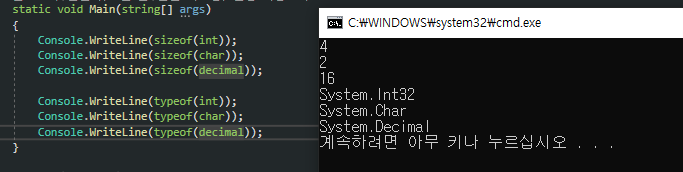 static void Main(string[] args)
{
Console.WriteLine(sizeof(int));
Console.WriteLine(sizeof(char));
Console.WriteLine(sizeof(decimal));
Console.WriteLine(typeof(int));
Console.WriteLine(typeof(char));
Console.WriteLine(typeof(decimal));
}
C:\WINDOWS\system32\cmd.exe
4
2
16
System.Int32
System.Char
System.Decimal
계속하려면 아무 키나 누르십시오 . . .